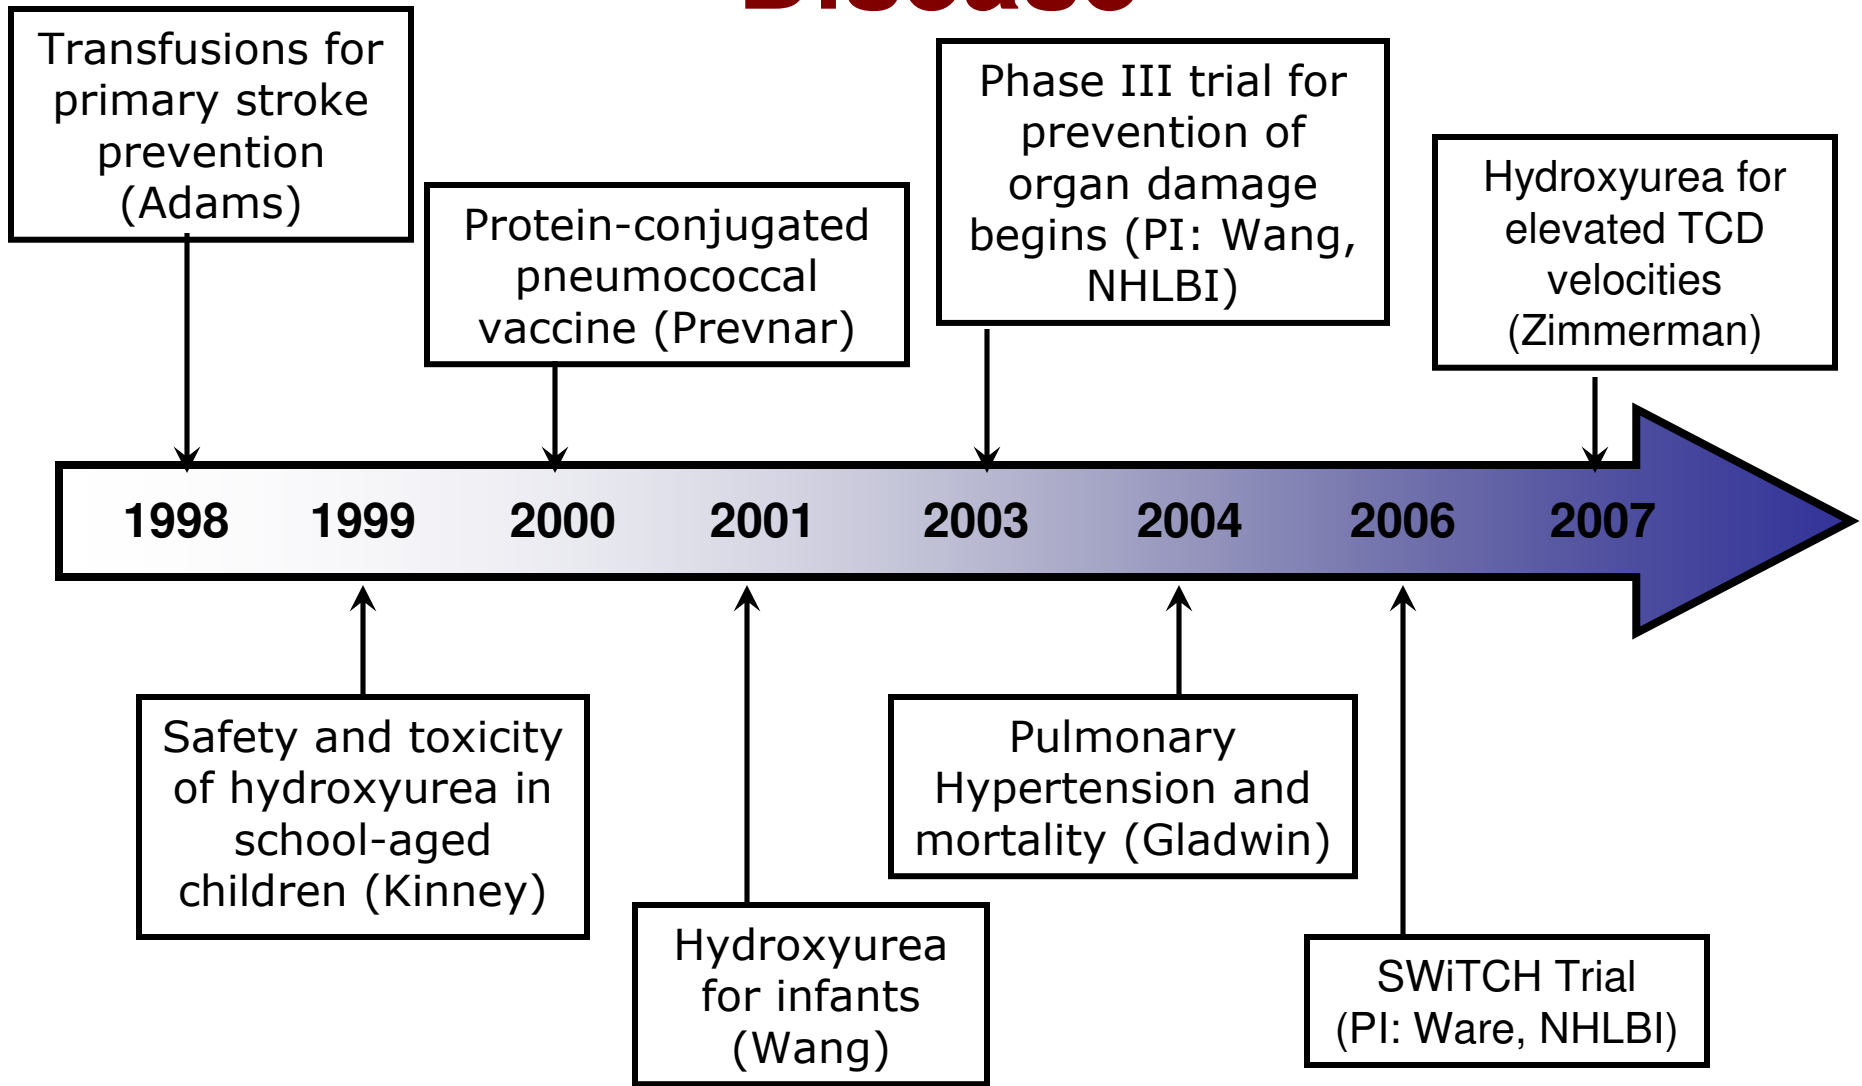 Disease
Transfusions for
primary stroke
prevention
(Adams)
Protein-conjugated
pneumococcal
vaccine (Prevnar)
Phase III trial for
prevention of
organ damage
begins (PI: Wang,
NHLBI)
Hydroxyurea for
elevated TCD
velocities
(Zimmerman)
1998 1999 2000 2001 2003 2004 2006 2007
Safety and toxicity
of hydroxyurea in
school-aged
children (Kinney)
Hydroxyurea
for infants
(Wang)
Pulmonary
Hypertension and
mortality (Gladwin)
SWiTCH Trial
(PI: Ware, NHLBI)